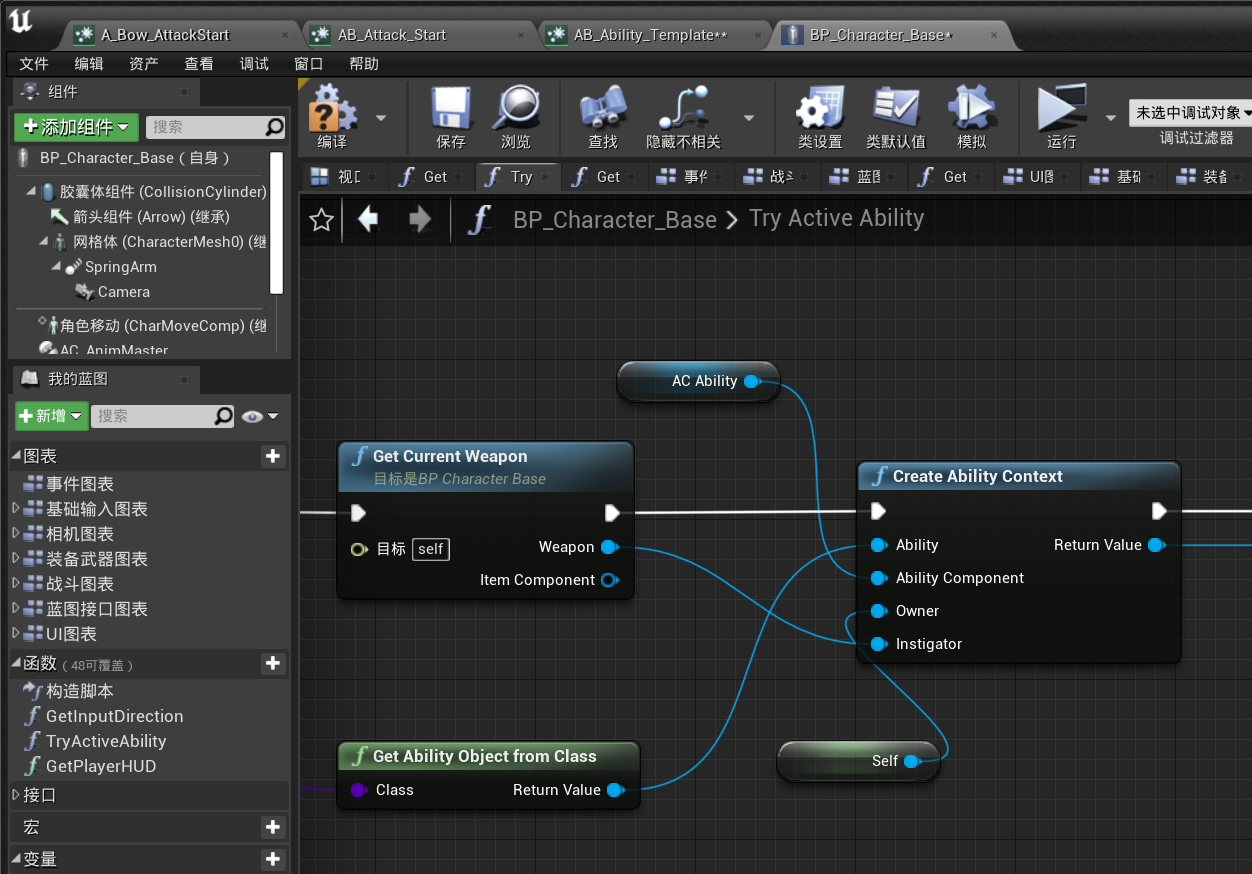 A_Bow_AttackStart
AB_Attack_Start
AB_Ability_Template**
BP_Character_Base*
文件 编辑 资产 查看 调试 窗口 帮助
组件
+添加组件
搜索
BP_Character_Base（自身）
胶囊体组件 (CollisionCylinder)
箭头组件 (Arrow) (继承)
网格体 (CharacterMesh0) (继
SpringArm
Camera
角色移动 (CharMoveComp) (继
AC_AnimMaster
编译
保存
浏览
查找
隐藏不相关
类设置
类默认值
模拟
运行
未选中调试对象
调试过滤器
Get
Try
Get
事件
战斗
蓝图
Get
UI图
基础
装备
BP_Character_Base > Try Active Ability
我的蓝图
+新增
搜索
图表
事件图表
基础输入图表
相机图表
装备武器图表
战斗图表
蓝图接口图表
UI图表
函数（48可覆盖）
构造脚本
GetInputDirection
TryActiveAbility
GetPlayerHUD
接口
宏
变量
AC Ability
Get Current Weapon
目标是BP Character Base
目标 self
Weapon
Item Component
Create Ability Context
Ability
Return Value
Ability Component
Owner
Instigator
Get Ability Object from Class
Class
Return Value
Self